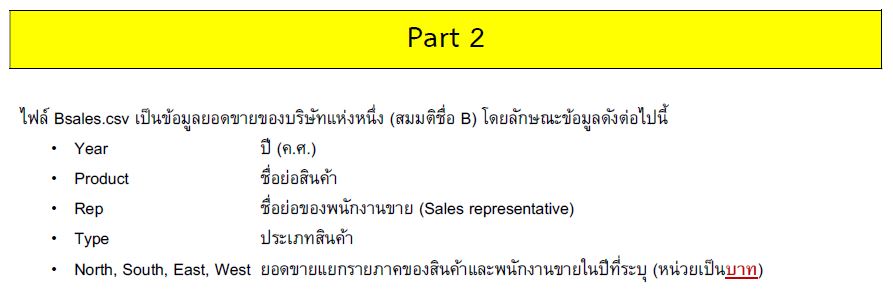 Part 2
ไฟล์ Bsales.csv เป็นข้อมูลยอดขายของบริษัทแห่งหนึ่ง (สมมติชื่อ B) โดยลักษณะข้อมูลดังต่อไปนี้
• Year ปี (ค.ศ.)
• Product ชื่อย่อสินค้า
• Rep ชื่อย่อของพนักงานขาย (Sales representative)
• Type ประเภทสินค้า
• North, South, East, West ยอดขายแยกรายภาคของสินค้าและพนักงานขายในปีที่ระบุ (หน่วยเป็นบาท)